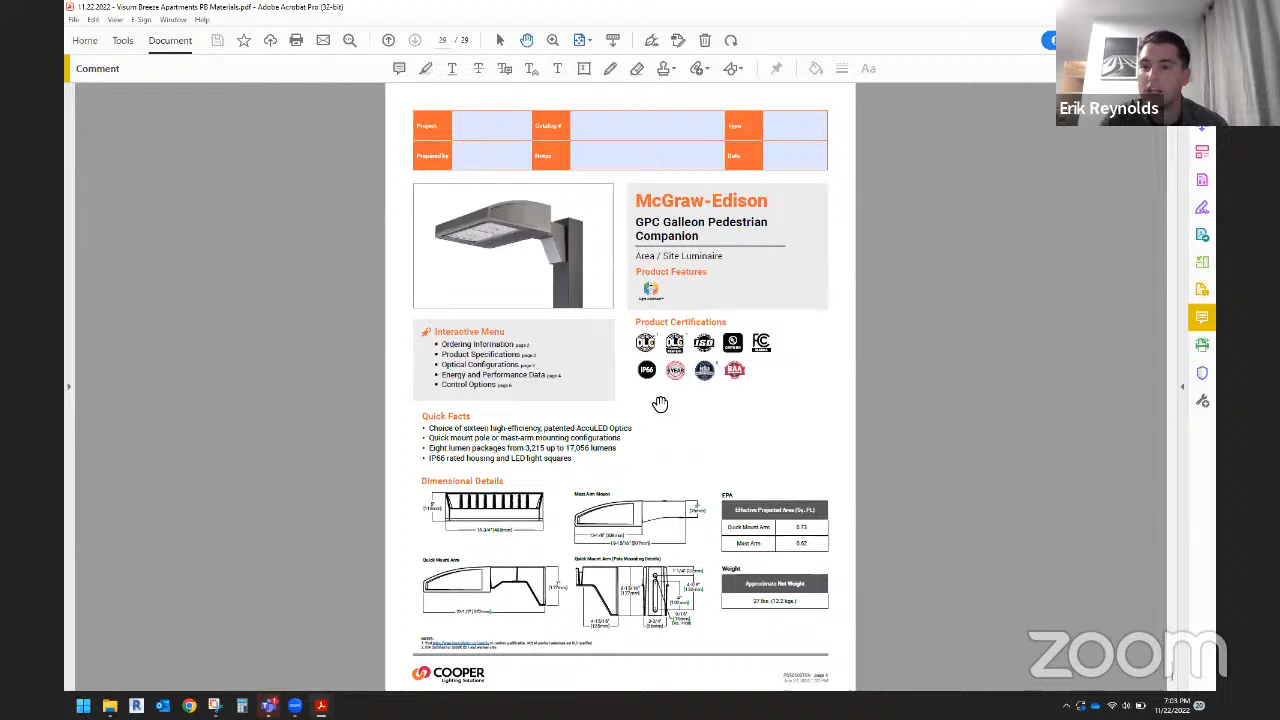 11.22.2022 - Visum Breeze Apartments PB Materials.pdf - Adobe Acrobat Pro (32-bit)
File Edit View E-Sign Window Help
Home Tools Document
29 / 29
Comment
Aa
Erik Reynolds
Project Catalog # Type
Prepared by Notes Date
McGraw-Edison
GPC Galleon Pedestrian
Companion
Area / Site Luminaire
Product Features
Interactive Menu
• Ordering Information page 2
• Product Specifications page 2
• Optical Configurations page 3
• Energy and Performance Data page 4
• Control Options page 6
Product Certifications
IP66
BAA
Quick Facts
• Choice of sixteen high-efficiency, patented AccuLED Optics
• Quick mount pole or mast-arm mounting configurations
• Eight lumen packages from 3,215 up to 17,056 lumens
• IP66 rated housing and LED light squares
Dimensional Details
Mast Arm Mount
Quick Mount Arm
Quick Mount Arm (Pole Mounting Details)
EPA
Effective Projected Area (Sq. Ft.)
Quick Mount Arm 0.73
Mast Arm 0.62
Weight
Approximate Net Weight
27 lbs. (12.2 kgs.)
NOTES:
COOPER
Lighting Solutions
zoom
7:03 PM
11/22/2022